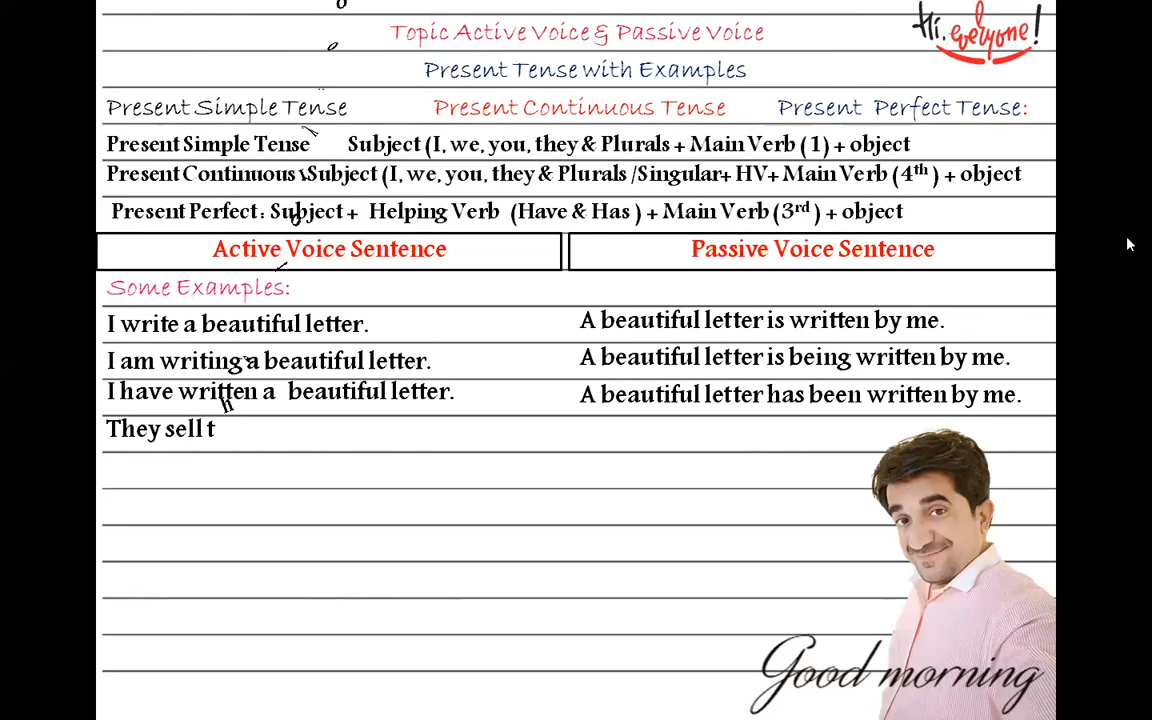 Hi, everyone!
Topic Active Voice & Passive Voice
Present Tense with Examples
Present Simple Tense Present Continuous Tense Present Perfect Tense:
Present Simple Tense Subject (I, we, you, they & Plurals + Main Verb (1) + object
Present Continuous :Subject (I, we, you, they & Plurals /Singular+ HV+ Main Verb (4th ) + object
Present Perfect: Subject + Helping Verb (Have & Has ) + Main Verb (3rd ) + object
Active Voice Sentence Passive Voice Sentence
Some Examples:
I write a beautiful letter. A beautiful letter is written by me.
I am writing a beautiful letter. A beautiful letter is being written by me.
I have written a beautiful letter. A beautiful letter has been written by me.
They sell t
h
Good morning